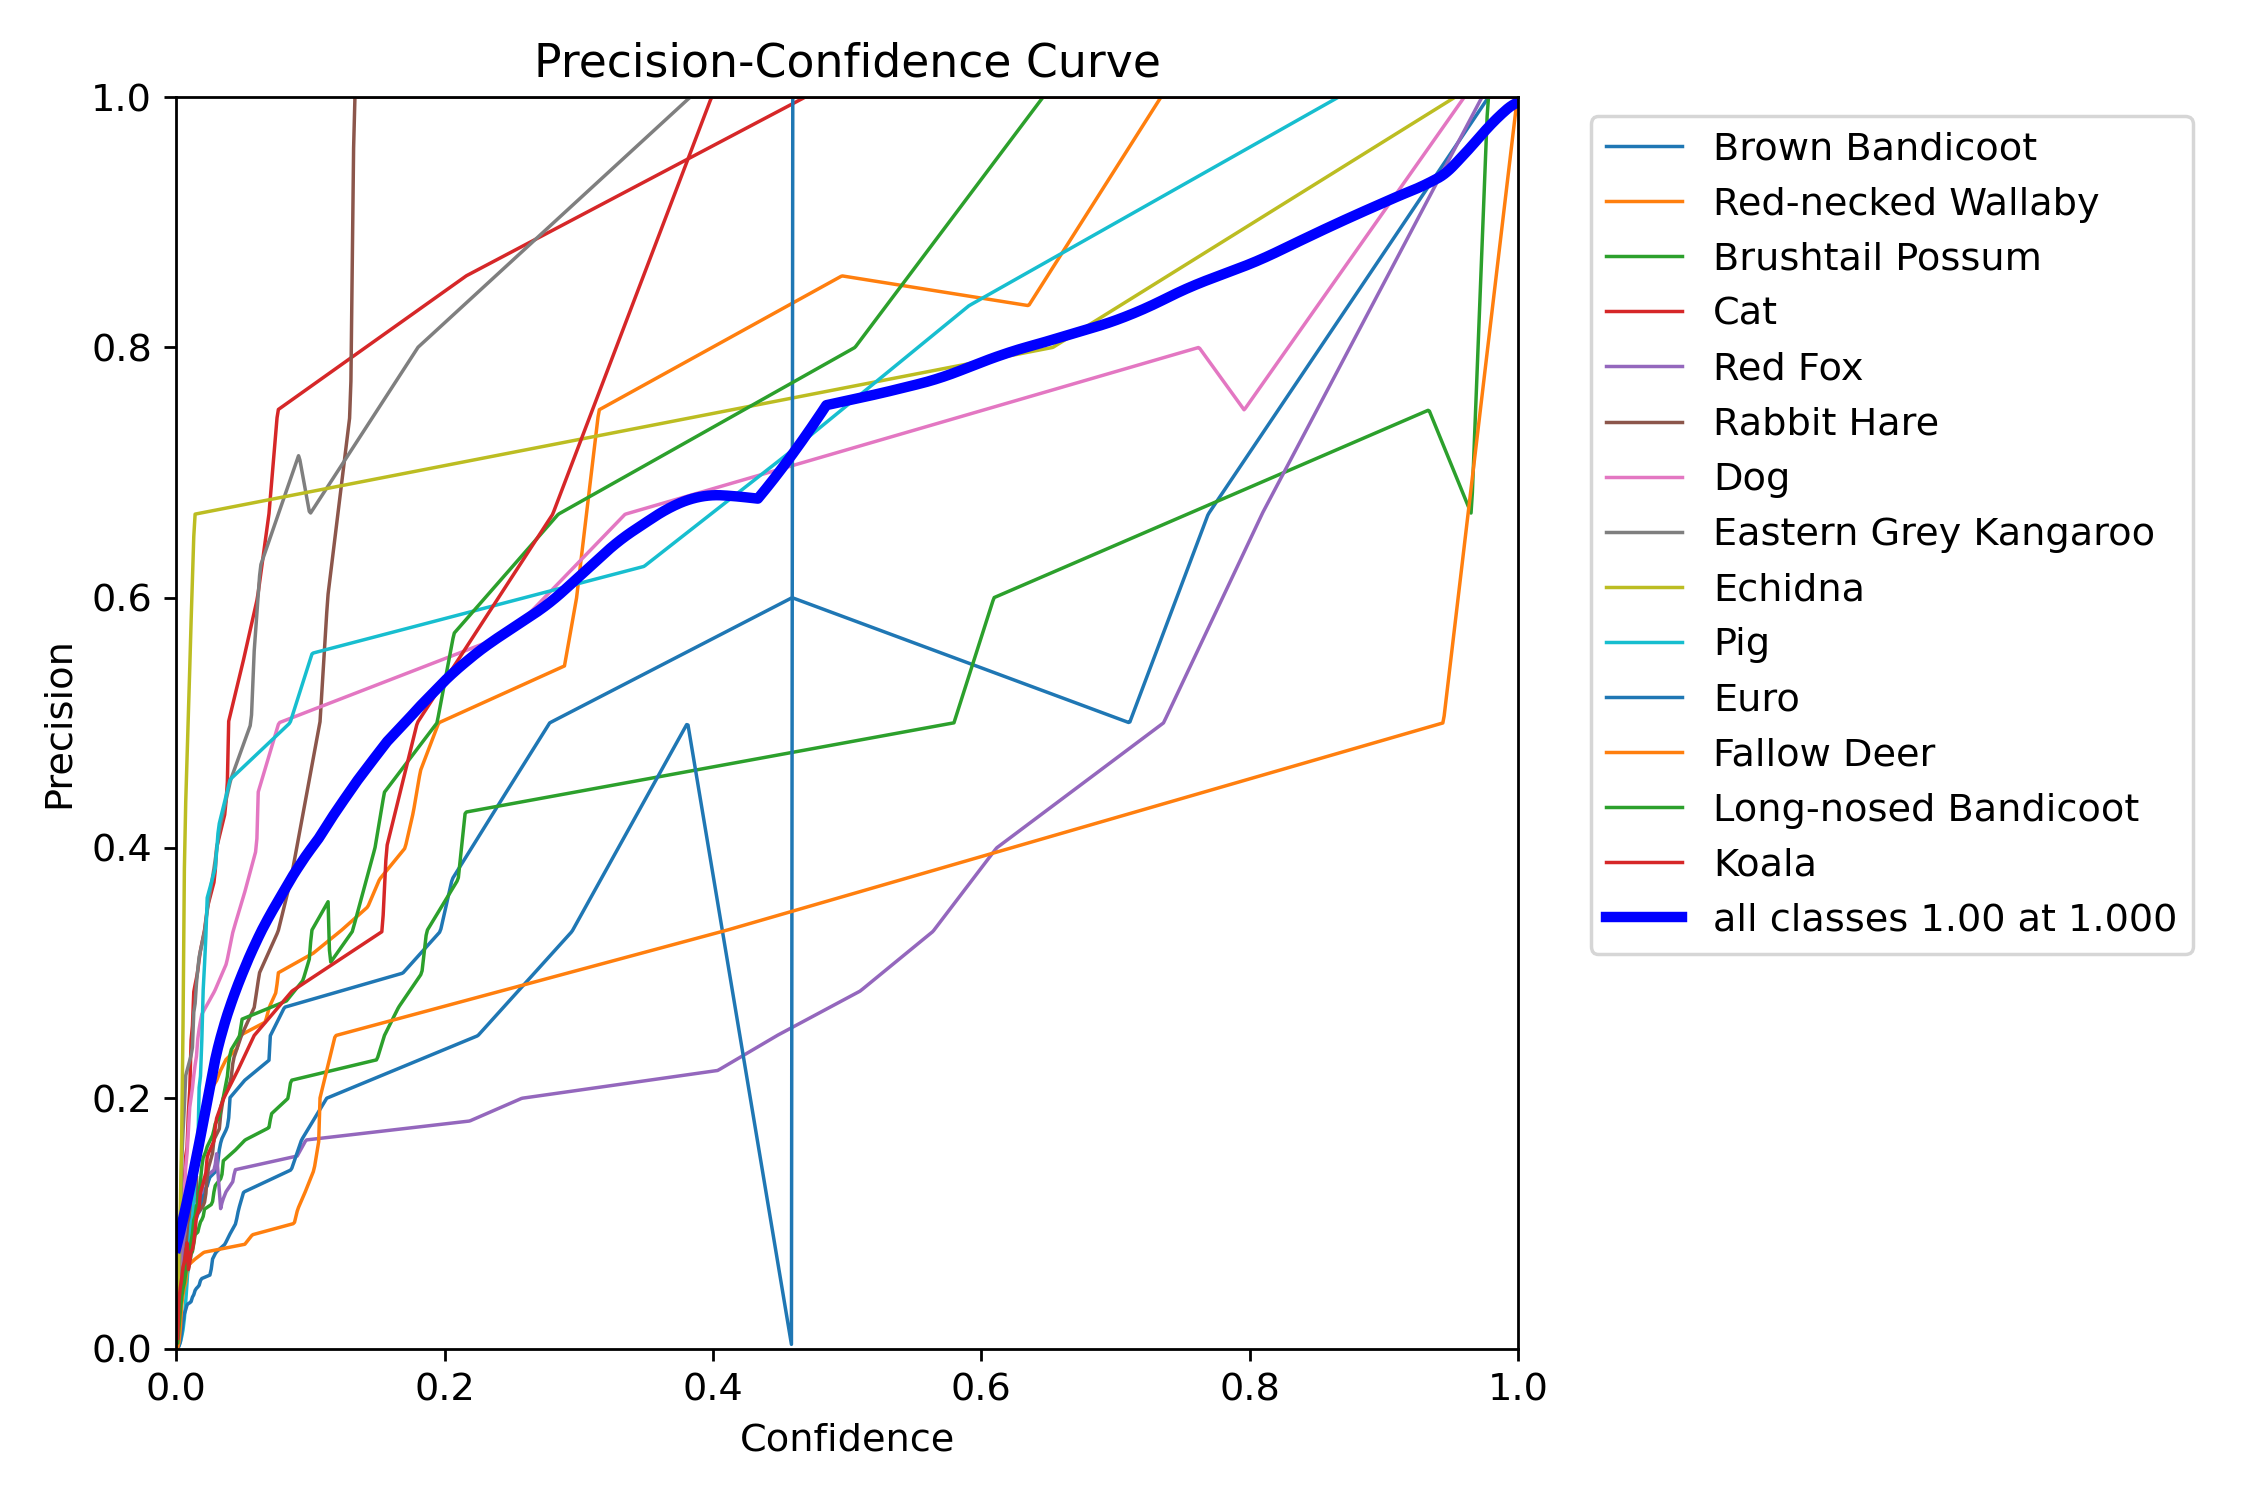 Precision-Confidence Curve
1.0
0.8
0.6
0.4
0.2
0.0
Precision
0.0 0.2 0.4 0.6 0.8 1.0
Confidence
Brown Bandicoot
Red-necked Wallaby
Brushtail Possum
Cat
Red Fox
Rabbit Hare
Dog
Eastern Grey Kangaroo
Echidna
Pig
Euro
Fallow Deer
Long-nosed Bandicoot
Koala
all classes 1.00 at 1.000